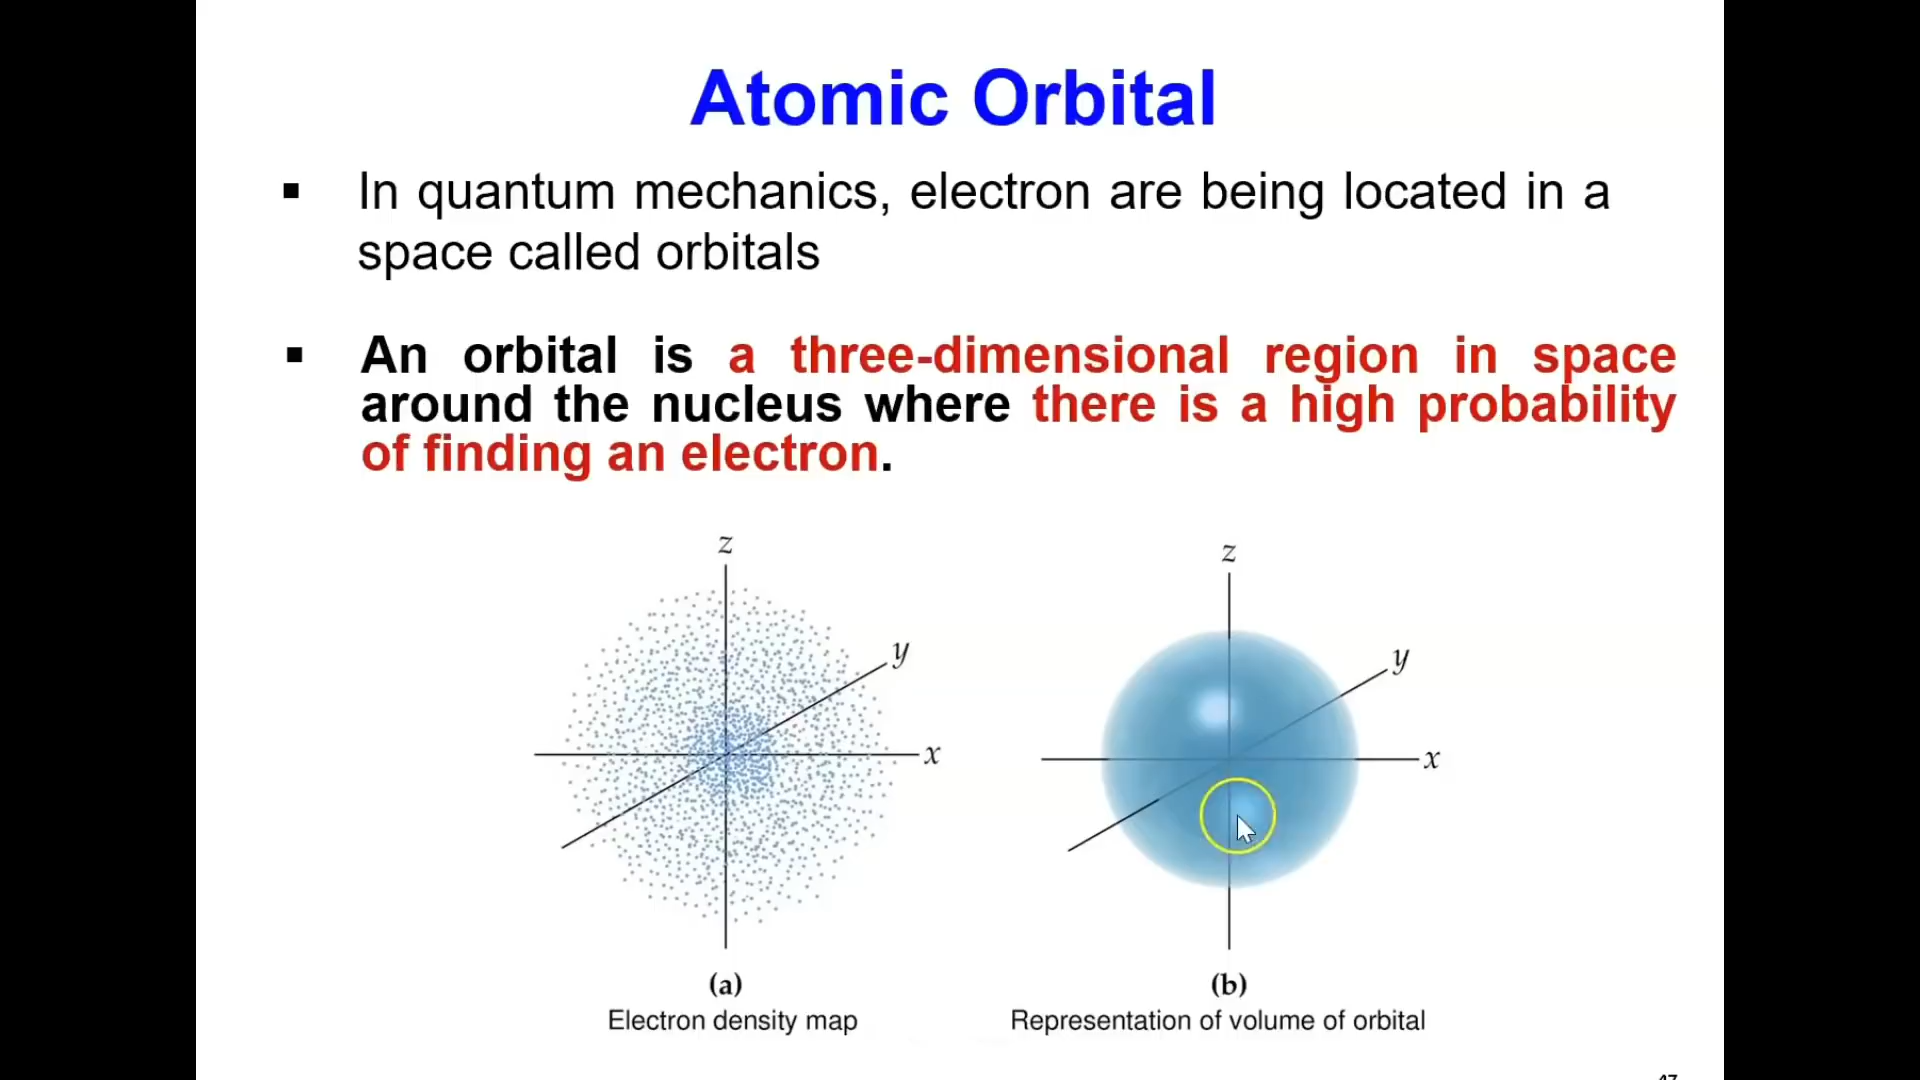 Atomic Orbital
▪ In quantum mechanics, electron are being located in a
space called orbitals
▪ An orbital is a three-dimensional region in space
around the nucleus where there is a high probability
of finding an electron.
z
y
x
(a)
Electron density map
z
y
x
(b)
Representation of volume of orbital